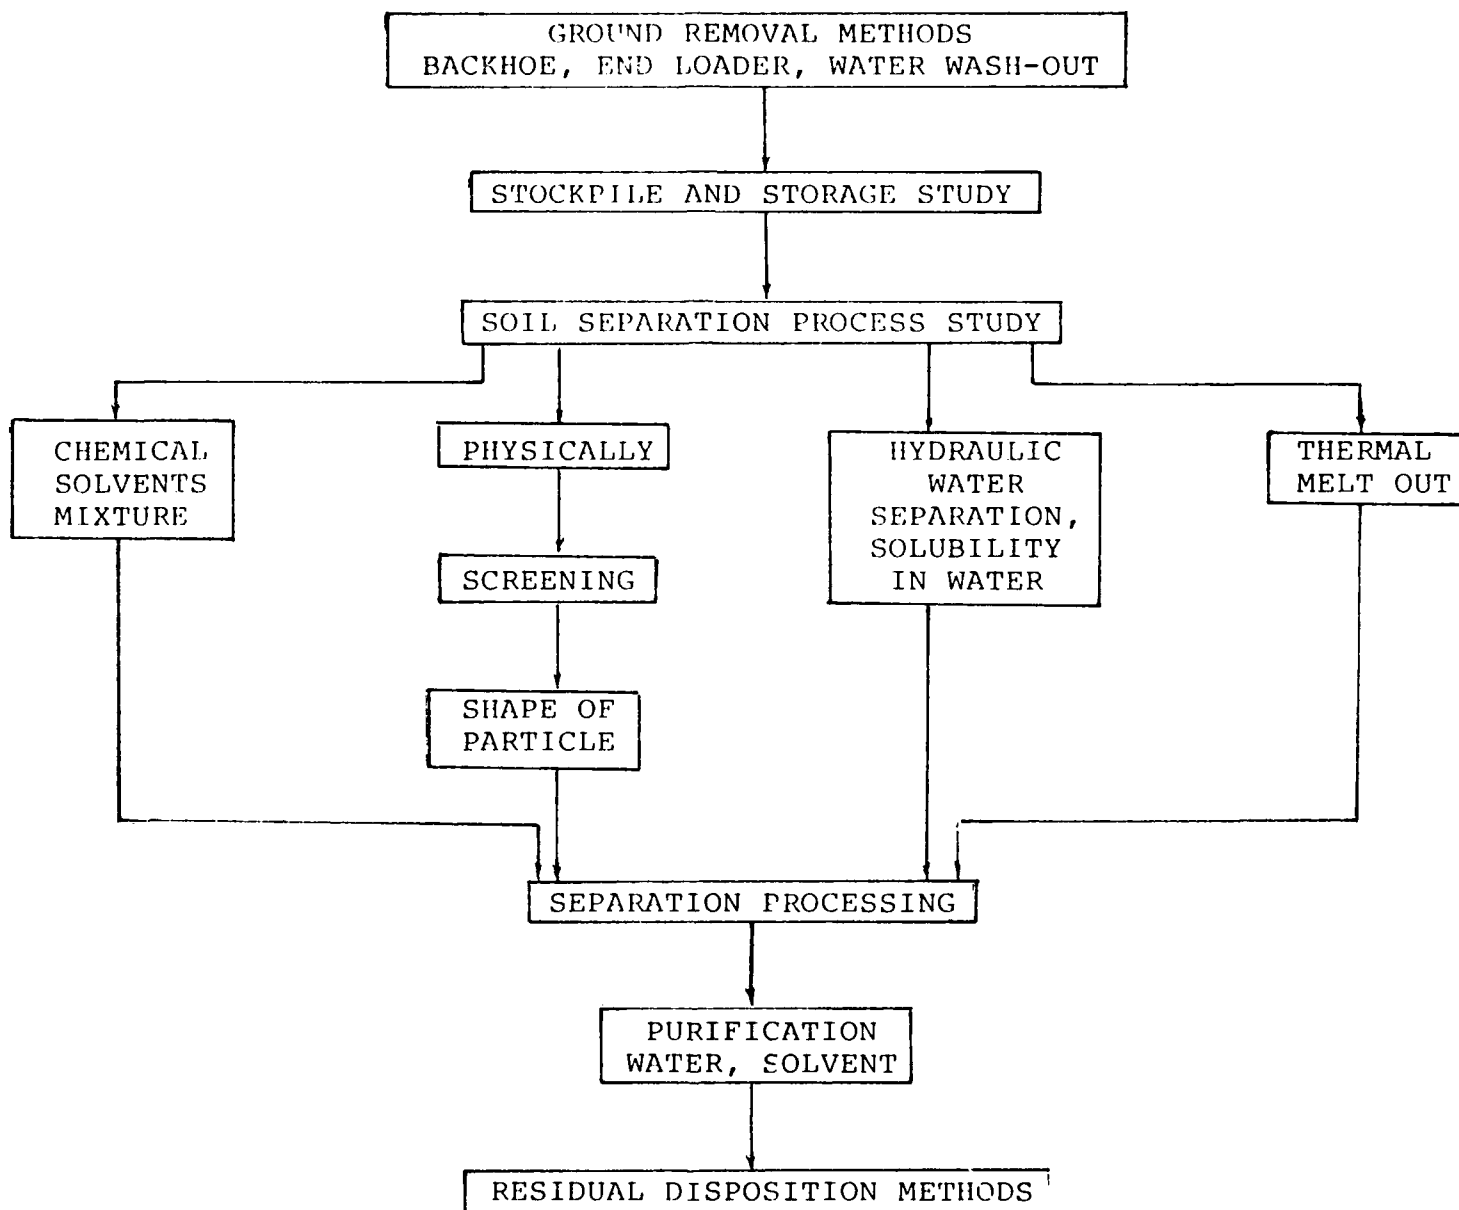 GROUND REMOVAL METHODS
BACKHOE, END LOADER, WATER WASH-OUT
STOCKPILE AND STORAGE STUDY
SOIL SEPARATION PROCESS STUDY
CHEMICAL
SOLVENTS
MIXTURE
PHYSICALLY
SCREENING
SHAPE OF
PARTICLE
HYDRAULIC
WATER
SEPARATION,
SOLUBILITY
IN WATER
THERMAL
MELT OUT
SEPARATION PROCESSING
PURIFICATION
WATER, SOLVENT
RESIDUAL DISPOSITION METHODS